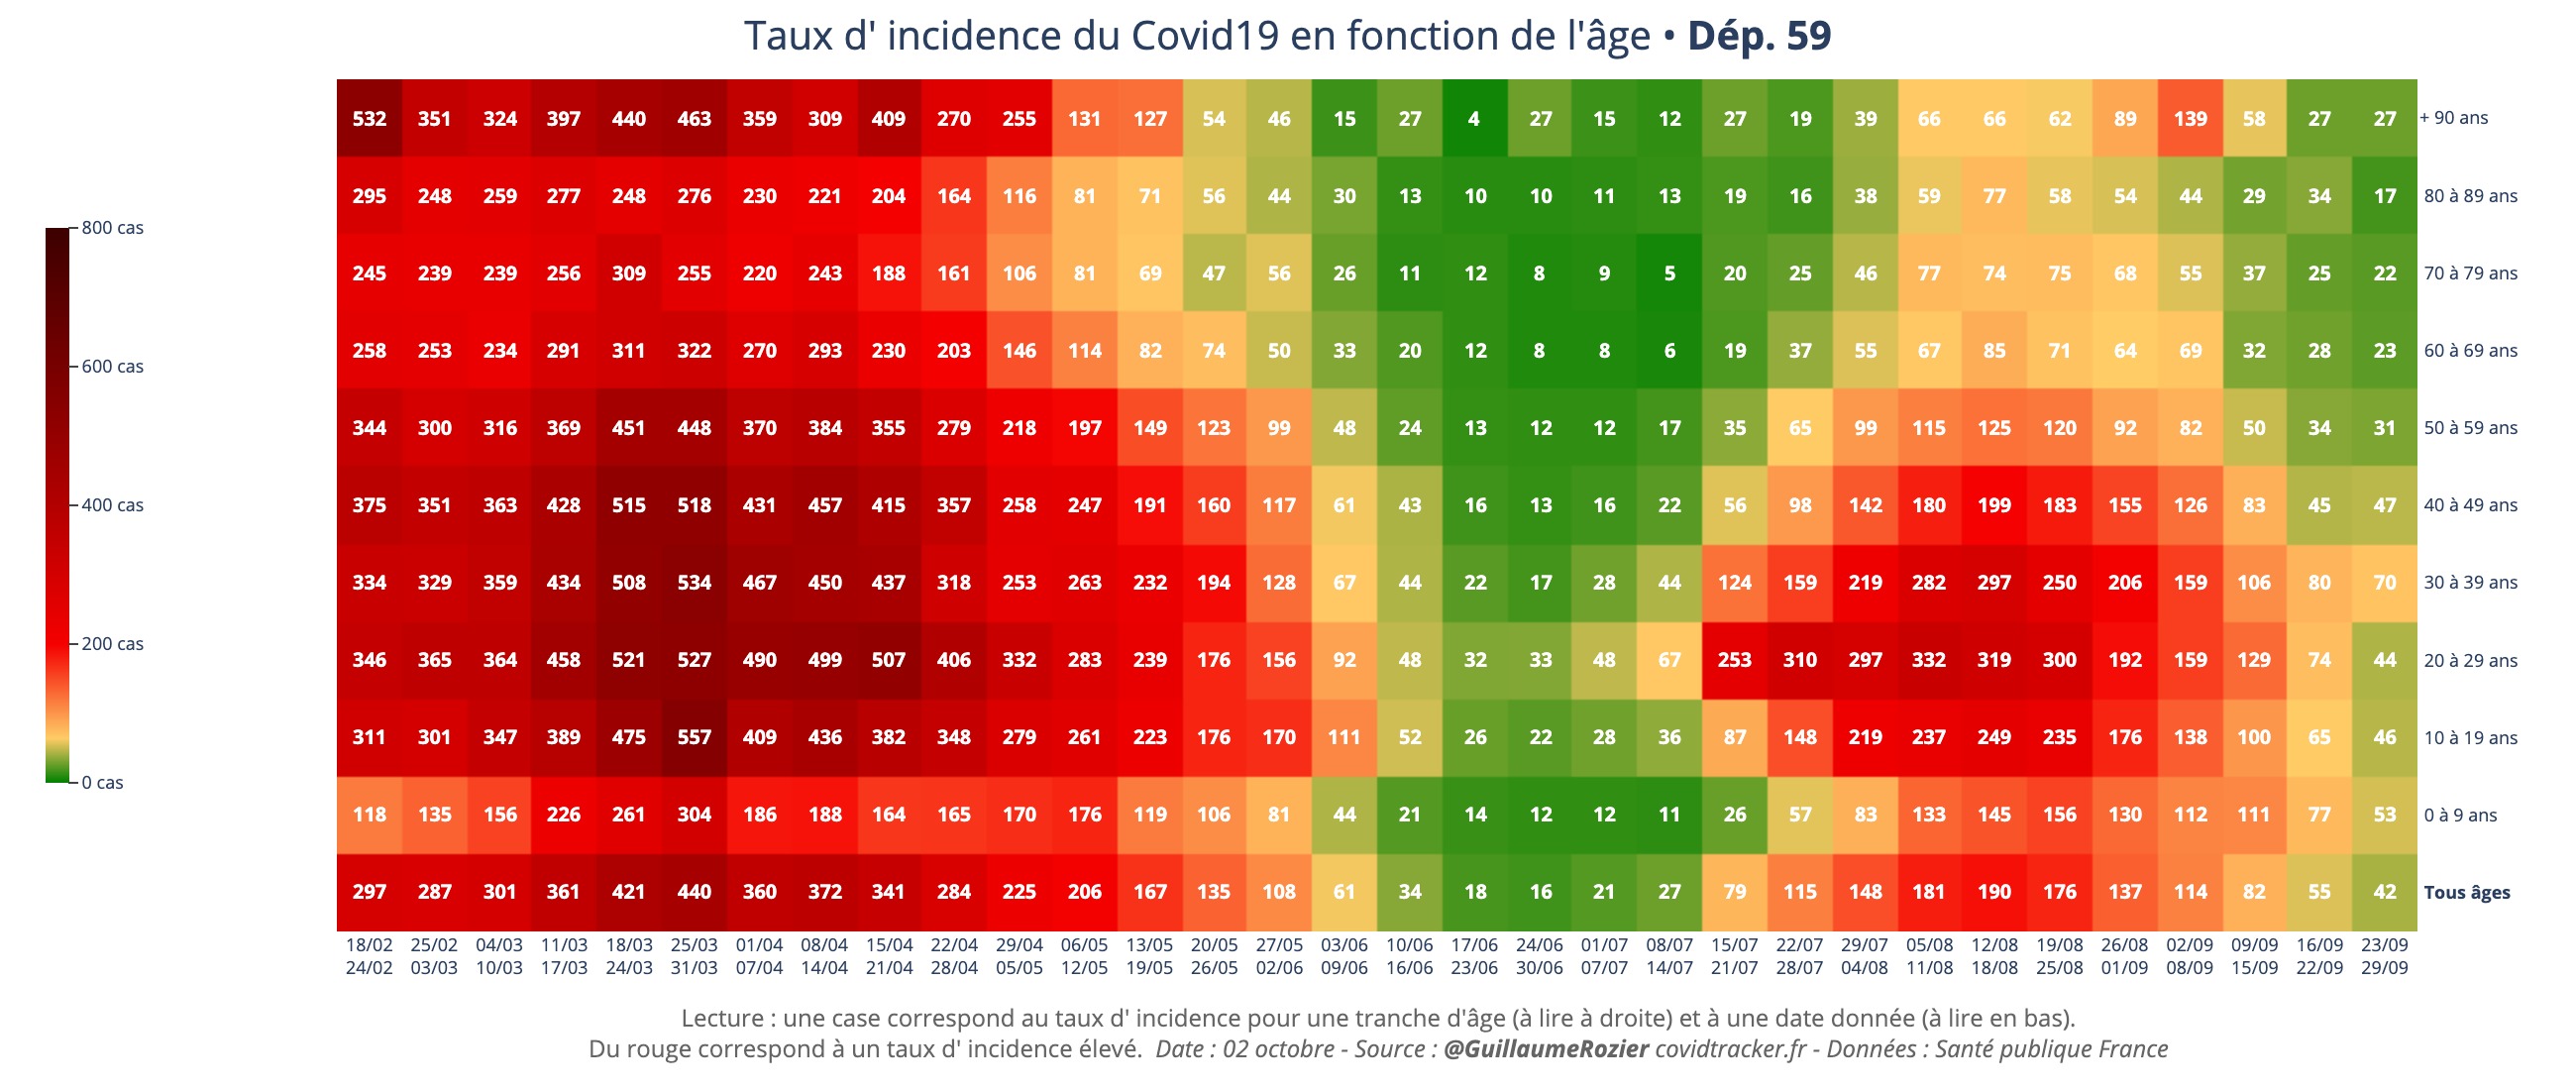 Taux d' incidence du Covid19 en fonction de l'âge • Dép. 59
532 351 324 397 440 463 359 309 409 270 255 131 127 54 46 15 27 4 27 15 12 27 19 39 66 66 62 89 139 58 27 27 + 90 ans
295 248 259 277 248 276 230 221 204 164 116 81 71 56 44 30 13 10 10 11 13 19 16 38 59 77 58 54 44 29 34 17 80 à 89 ans
800 cas
245 239 239 256 309 255 220 243 188 161 106 81 69 47 56 26 11 12 8 9 5 20 25 46 77 74 75 68 55 37 25 22 70 à 79 ans
258 253 234 291 311 322 270 293 230 203 146 114 82 74 50 33 20 12 8 8 6 19 37 55 67 85 71 64 69 32 28 23 60 à 69 ans
600 cas
344 300 316 369 451 448 370 384 355 279 218 197 149 123 99 48 24 13 12 12 17 35 65 99 115 125 120 92 82 50 34 31 50 à 59 ans
400 cas
375 351 363 428 515 518 431 457 415 357 258 247 191 160 117 61 43 16 13 16 22 56 98 142 180 199 183 155 126 83 45 47 40 à 49 ans
334 329 359 434 508 534 467 450 437 318 253 263 232 194 128 67 44 22 17 28 44 124 159 219 282 297 250 206 159 106 80 70 30 à 39 ans
200 cas
346 365 364 458 521 527 490 499 507 406 332 283 239 176 156 92 48 32 33 48 67 253 310 297 332 319 300 192 159 129 74 44 20 à 29 ans
311 301 347 389 475 557 409 436 382 348 279 261 223 176 170 111 52 26 22 28 36 87 148 219 237 249 235 176 138 100 65 46 10 à 19 ans
0 cas
118 135 156 226 261 304 186 188 164 165 170 176 119 106 81 44 21 14 12 12 11 26 57 83 133 145 156 130 112 111 77 53 0 à 9 ans
297 287 301 361 421 440 360 372 341 284 225 206 167 135 108 61 34 18 16 21 27 79 115 148 181 190 176 137 114 82 55 42 Tous âges
18/02 25/02 04/03 11/03 18/03 25/03 01/04 08/04 15/04 22/04 29/04 06/05 13/05 20/05 27/05 03/06 10/06 17/06 24/06 01/07 08/07 15/07 22/07 29/07 05/08 12/08 19/08 26/08 02/09 09/09 16/09 23/09
24/02 03/03 10/03 17/03 24/03 31/03 07/04 14/04 21/04 28/04 05/05 12/05 19/05 26/05 02/06 09/06 16/06 23/06 30/06 07/07 14/07 21/07 28/07 04/08 11/08 18/08 25/08 01/09 08/09 15/09 22/09 29/09
Lecture : une case correspond au taux d' incidence pour une tranche d'âge (à lire à droite) et à une date donnée (à lire en bas).
Du rouge correspond à un taux d' incidence élevé. Date : 02 octobre - Source : @GuillaumeRozier covidtracker.fr - Données : Santé publique France